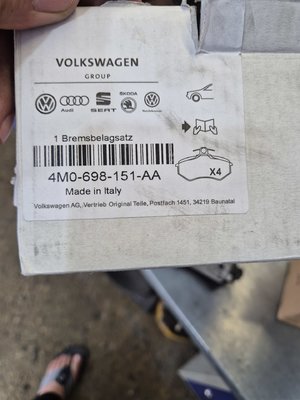 VOLKSWAGEN
GROUP
Audi
SEAT
SKODA
1 Bremsbelagsatz
4M0-698-151-AA
X4
Made in Italy
Volkswagen AG, Vertrieb Original Teile, Postfach 1451, 34219 Baunatal